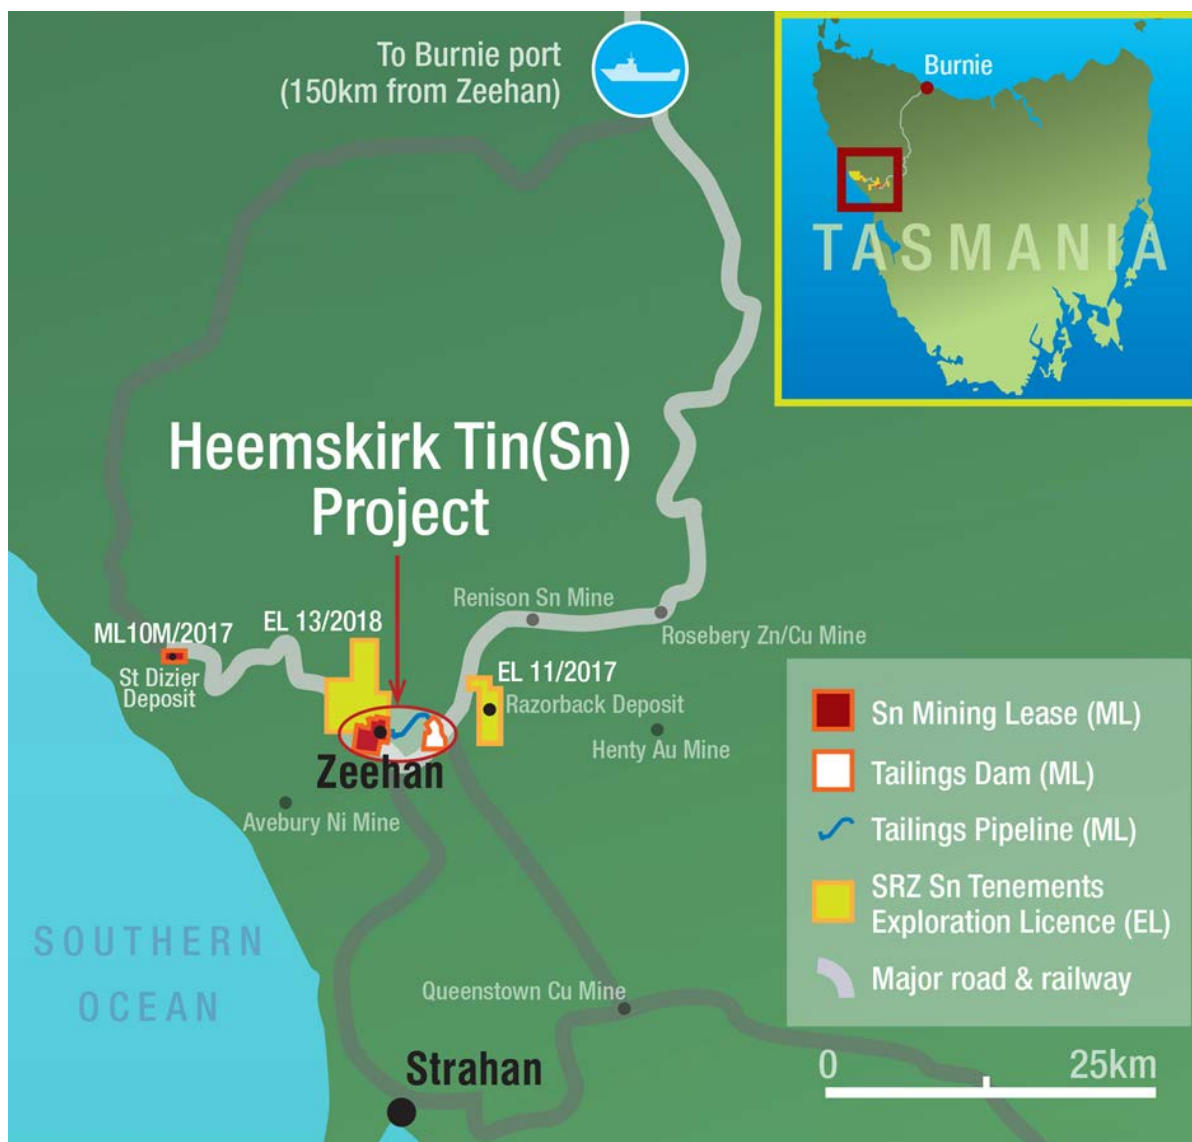 To Burnie port
(150km from Zeehan)
Burnie
TASMANIA
Heemskirk Tin(Sn)
Project
Renison Sn Mine
Rosebery Zn/Cu Mine
ML10M/2017
St Dizier
Deposit
EL 13/2018
EL 11/2017
Razorback Deposit
Henty Au Mine
Zeehan
Avebury Ni Mine
SOUTHERN
OCEAN
Queenstown Cu Mine
Strahan
Sn Mining Lease (ML)
Tailings Dam (ML)
Tailings Pipeline (ML)
SRZ Sn Tenements
Exploration Licence (EL)
Major road & railway
0 25km